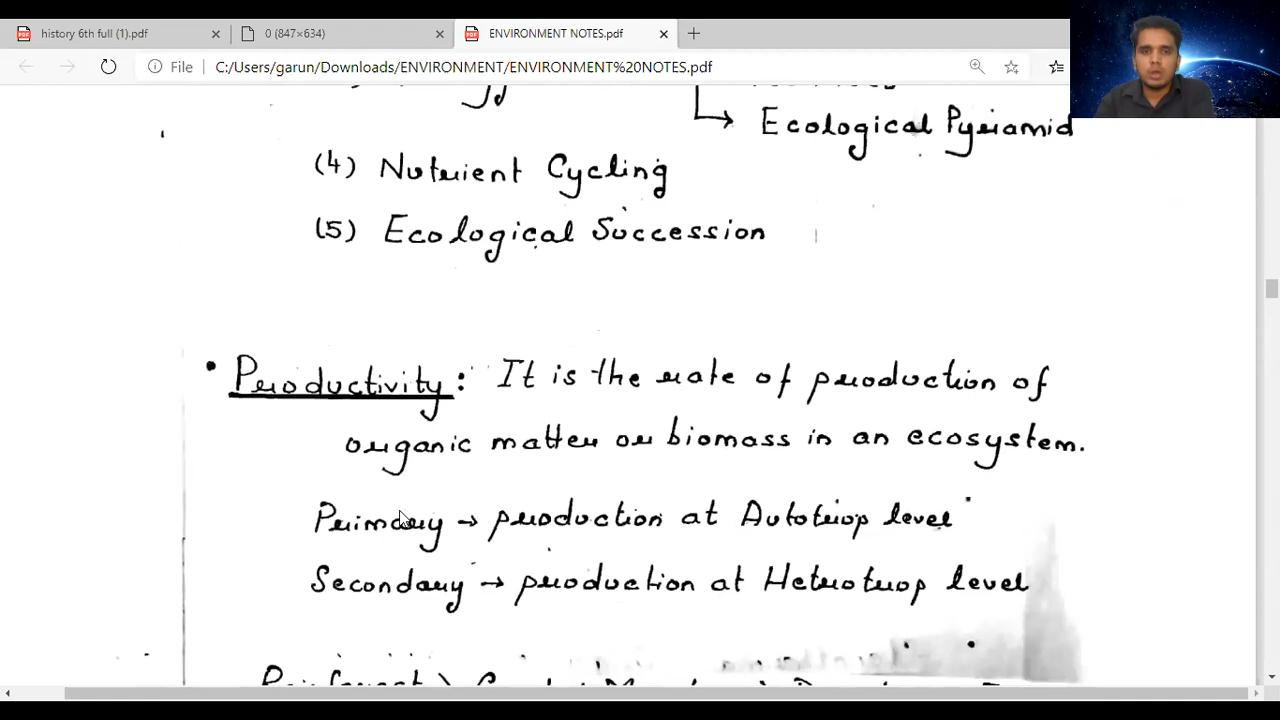 history 6th full (1).pdf
0 (847×634)
ENVIRONMENT NOTES.pdf
File C:/Users/garun/Downloads/ENVIRONMENT/ENVIRONMENT%20NOTES.pdf
Ecological Pyramid
(4) Nutrient Cycling
(5) Ecological Succession
• Productivity: It is the rate of production of
organic matter or biomass in an ecosystem.
Primary → production at Autotrop level
Secondary → production at Heterotrop level